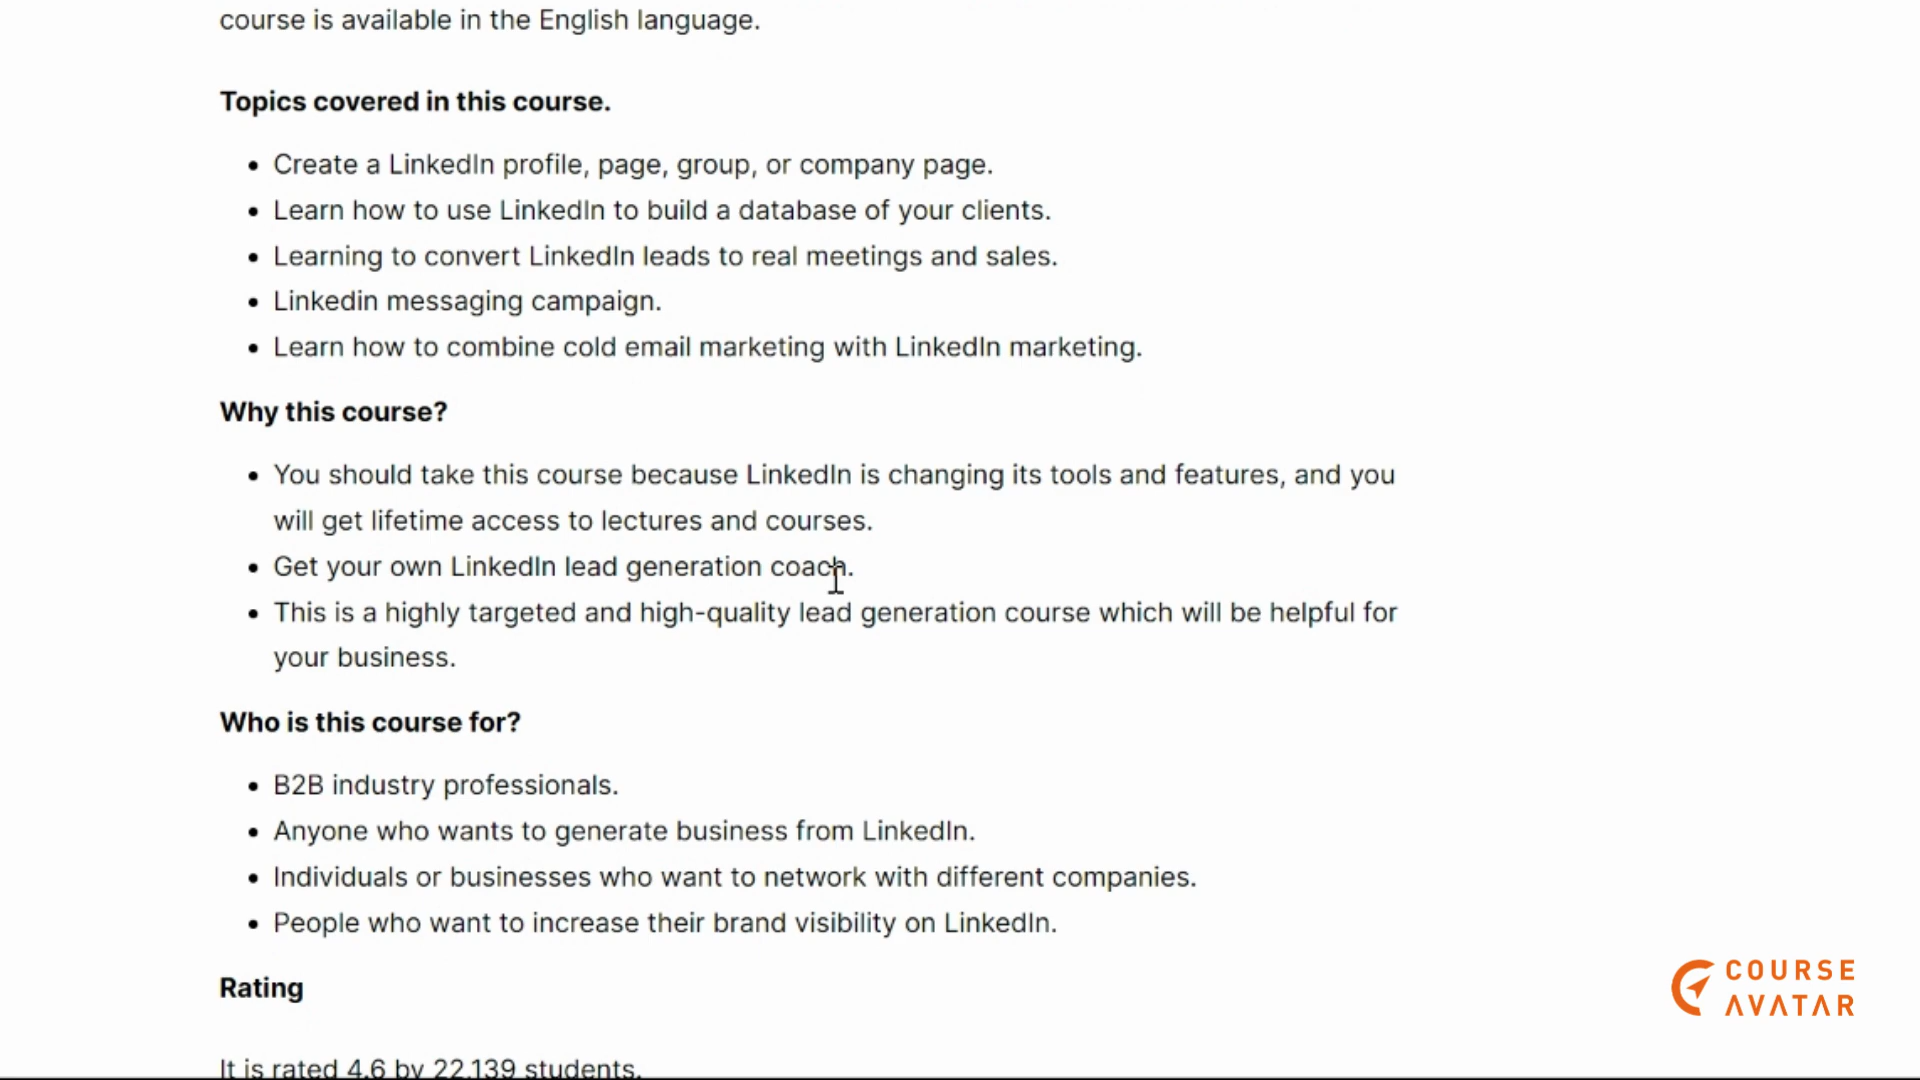 course is available in the English language.
Topics covered in this course.
• Create a LinkedIn profile, page, group, or company page.
• Learn how to use LinkedIn to build a database of your clients.
• Learning to convert LinkedIn leads to real meetings and sales.
• Linkedin messaging campaign.
• Learn how to combine cold email marketing with LinkedIn marketing.
Why this course?
• You should take this course because LinkedIn is changing its tools and features, and you
will get lifetime access to lectures and courses.
• Get your own LinkedIn lead generation coach.
• This is a highly targeted and high-quality lead generation course which will be helpful for
your business.
Who is this course for?
• B2B industry professionals.
• Anyone who wants to generate business from LinkedIn.
• Individuals or businesses who want to network with different companies.
• People who want to increase their brand visibility on LinkedIn.
Rating
It is rated 4.6 by 22,139 students.
COURSE
AVATAR